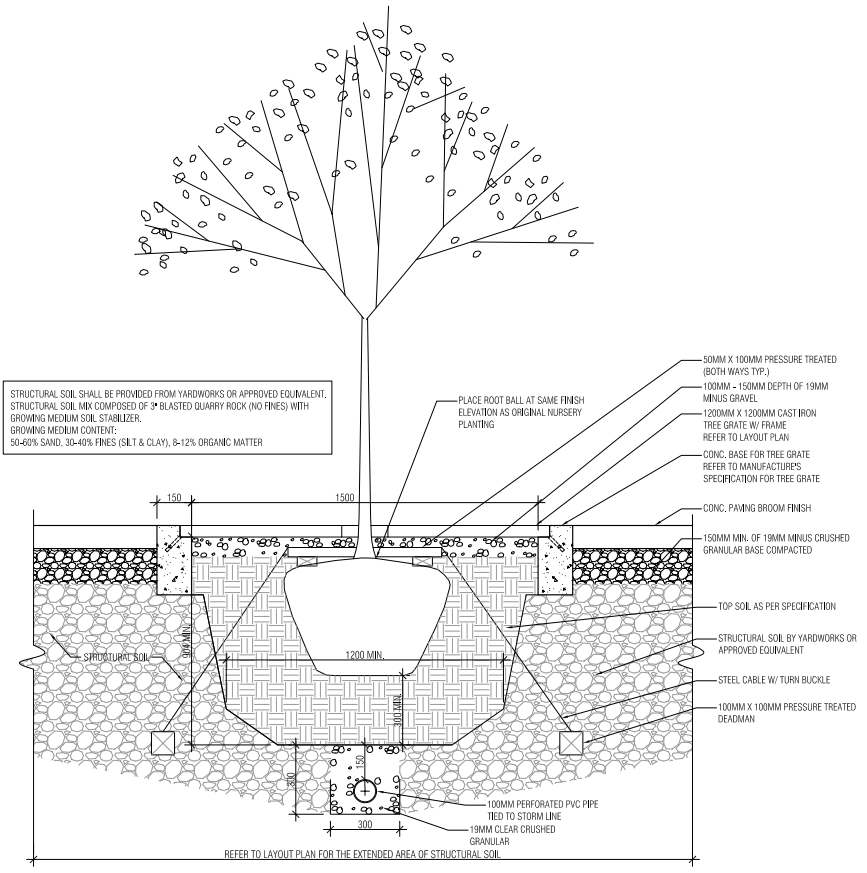 50MM X 100MM PRESSURE TREATED
(BOTH WAYS TYP.)
100MM - 150MM DEPTH OF 19MM
MINUS GRAVEL
STRUCTURAL SOIL SHALL BE PROVIDED FROM YARDWORKS OR APPROVED EQUIVALENT.
STRUCTURAL SOIL MIX COMPOSED OF 3" BLASTED QUARRY ROCK (NO FINES) WITH
GROWING MEDIUM SOIL STABILIZER.
GROWING MEDIUM CONTENT:
50-60% SAND, 30-40% FINES (SILT & CLAY), 8-12% ORGANIC MATTER
PLACE ROOT BALL AT SAME FINISH
ELEVATION AS ORIGINAL NURSERY
PLANTING
1200MM X 1200MM CAST IRON
TREE GRATE W/ FRAME
REFER TO LAYOUT PLAN
CONC. BASE FOR TREE GRATE
REFER TO MANUFACTURE'S
SPECIFICATION FOR TREE GRATE
150
1500
CONC. PAVING BROOM FINISH
150MM MIN. OF 19MM MINUS CRUSHED
GRANULAR BASE COMPACTED
TOP SOIL AS PER SPECIFICATION
STRUCTURAL SOIL BY YARDWORKS OR
APPROVED EQUIVALENT
STRUCTURAL SOIL
904 MIN.
1200 MIN.
300 MIN.
STEEL CABLE W/ TURN BUCKLE
100MM X 100MM PRESSURE TREATED
DEADMAN
300
150
100MM PERFORATED PVC PIPE
TIED TO STORM LINE
19MM CLEAR CRUSHED
GRANULAR
300
REFER TO LAYOUT PLAN FOR THE EXTENDED AREA OF STRUCTURAL SOIL